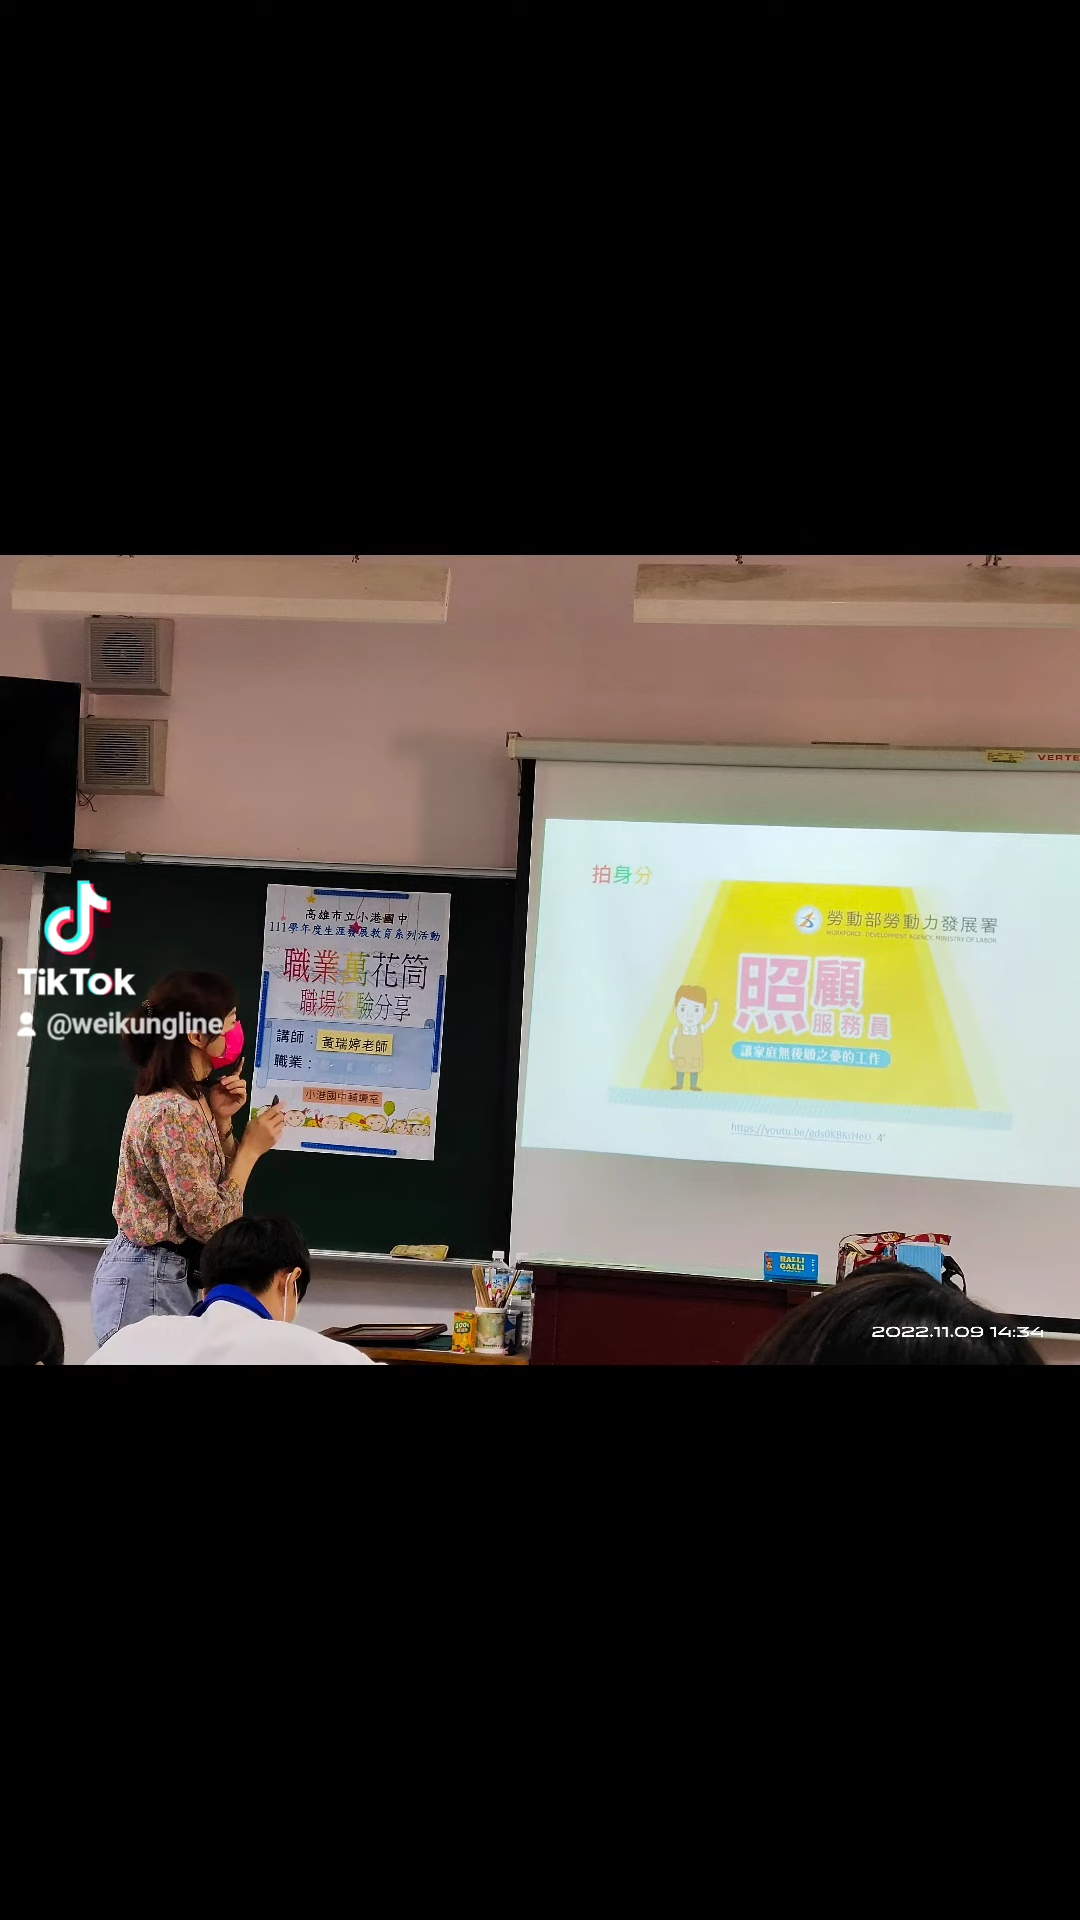 VERTE
拍身分
勞動部勞動力發展署
WORKFORCE DEVELOPMENT AGENCY, MINISTRY OF LABOR
照顧
服務員
讓家庭無後顧之憂的工作
4'
TikTok
@weikungline
高雄市立小港國中
111學年度生涯發展教育系列活動
職業萬花筒
職場經驗分享
講師：黃瑞婷老師
職業：
小港國中輔導室
HALLI
GALLI
100%
2022.11.09 14:34